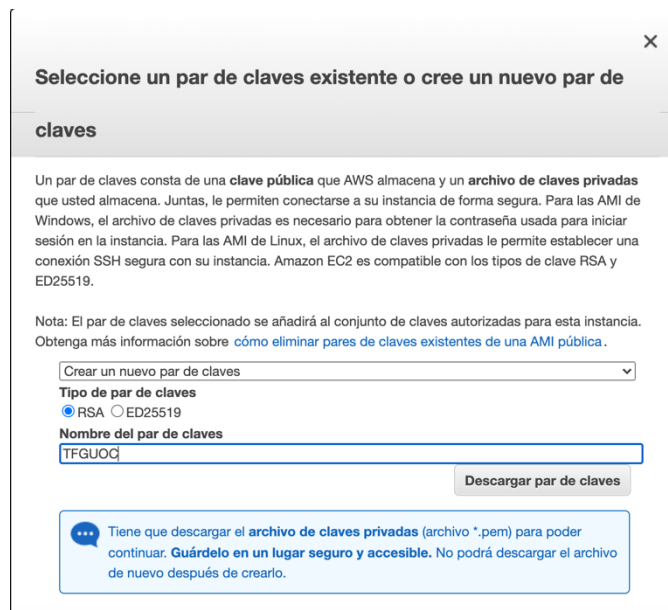 Seleccione un par de claves existente o cree un nuevo par de
claves
Un par de claves consta de una clave pública que AWS almacena y un archivo de claves privadas
que usted almacena. Juntas, le permiten conectarse a su instancia de forma segura. Para las AMI de
Windows, el archivo de claves privadas es necesario para obtener la contraseña usada para iniciar
sesión en la instancia. Para las AMI de Linux, el archivo de claves privadas le permite establecer una
conexión SSH segura con su instancia. Amazon EC2 es compatible con los tipos de clave RSA y
ED25519.
Nota: El par de claves seleccionado se añadirá al conjunto de claves autorizadas para esta instancia.
Obtenga más información sobre cómo eliminar pares de claves existentes de una AMI pública.
Crear un nuevo par de claves
Tipo de par de claves
RSA ED25519
Nombre del par de claves
TFGUOC
Descargar par de claves
Tiene que descargar el archivo de claves privadas (archivo *.pem) para poder
continuar. Guárdelo en un lugar seguro y accesible. No podrá descargar el archivo
de nuevo después de crearlo.